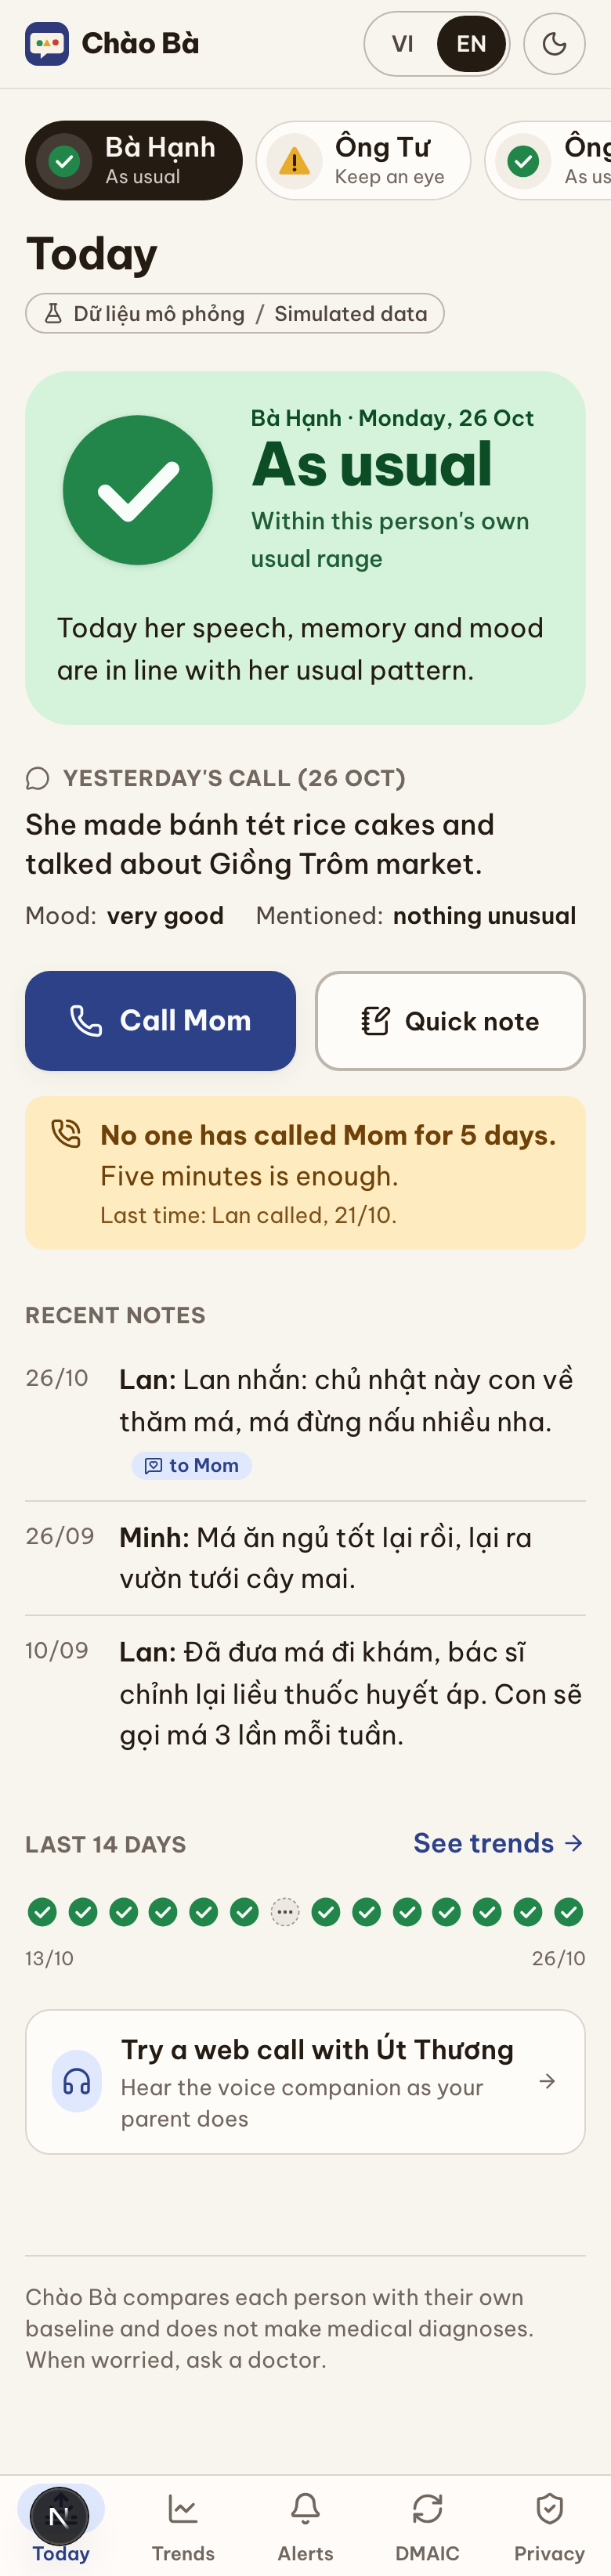 Chào Bà
VI
EN
Bà Hạnh
As usual
Ông Tư
Keep an eye
Ông
As us
Today
Dữ liệu mô phỏng / Simulated data
Bà Hạnh · Monday, 26 Oct
As usual
Within this person's own
usual range
Today her speech, memory and mood
are in line with her usual pattern.
YESTERDAY'S CALL (26 OCT)
She made bánh tét rice cakes and
talked about Giồng Trôm market.
Mood: very good Mentioned: nothing unusual
Call Mom
Quick note
No one has called Mom for 5 days.
Five minutes is enough.
Last time: Lan called, 21/10.
RECENT NOTES
26/10
Lan: Lan nhắn: chủ nhật này con về
thăm má, má đừng nấu nhiều nha.
to Mom
26/09
Minh: Má ăn ngủ tốt lại rồi, lại ra
vườn tưới cây mai.
10/09
Lan: Đã đưa má đi khám, bác sĩ
chỉnh lại liều thuốc huyết áp. Con sẽ
gọi má 3 lần mỗi tuần.
LAST 14 DAYS
See trends
13/10
26/10
Try a web call with Út Thương
Hear the voice companion as your
parent does
Chào Bà compares each person with their own
baseline and does not make medical diagnoses.
When worried, ask a doctor.
N
Today
Trends
Alerts
DMAIC
Privacy